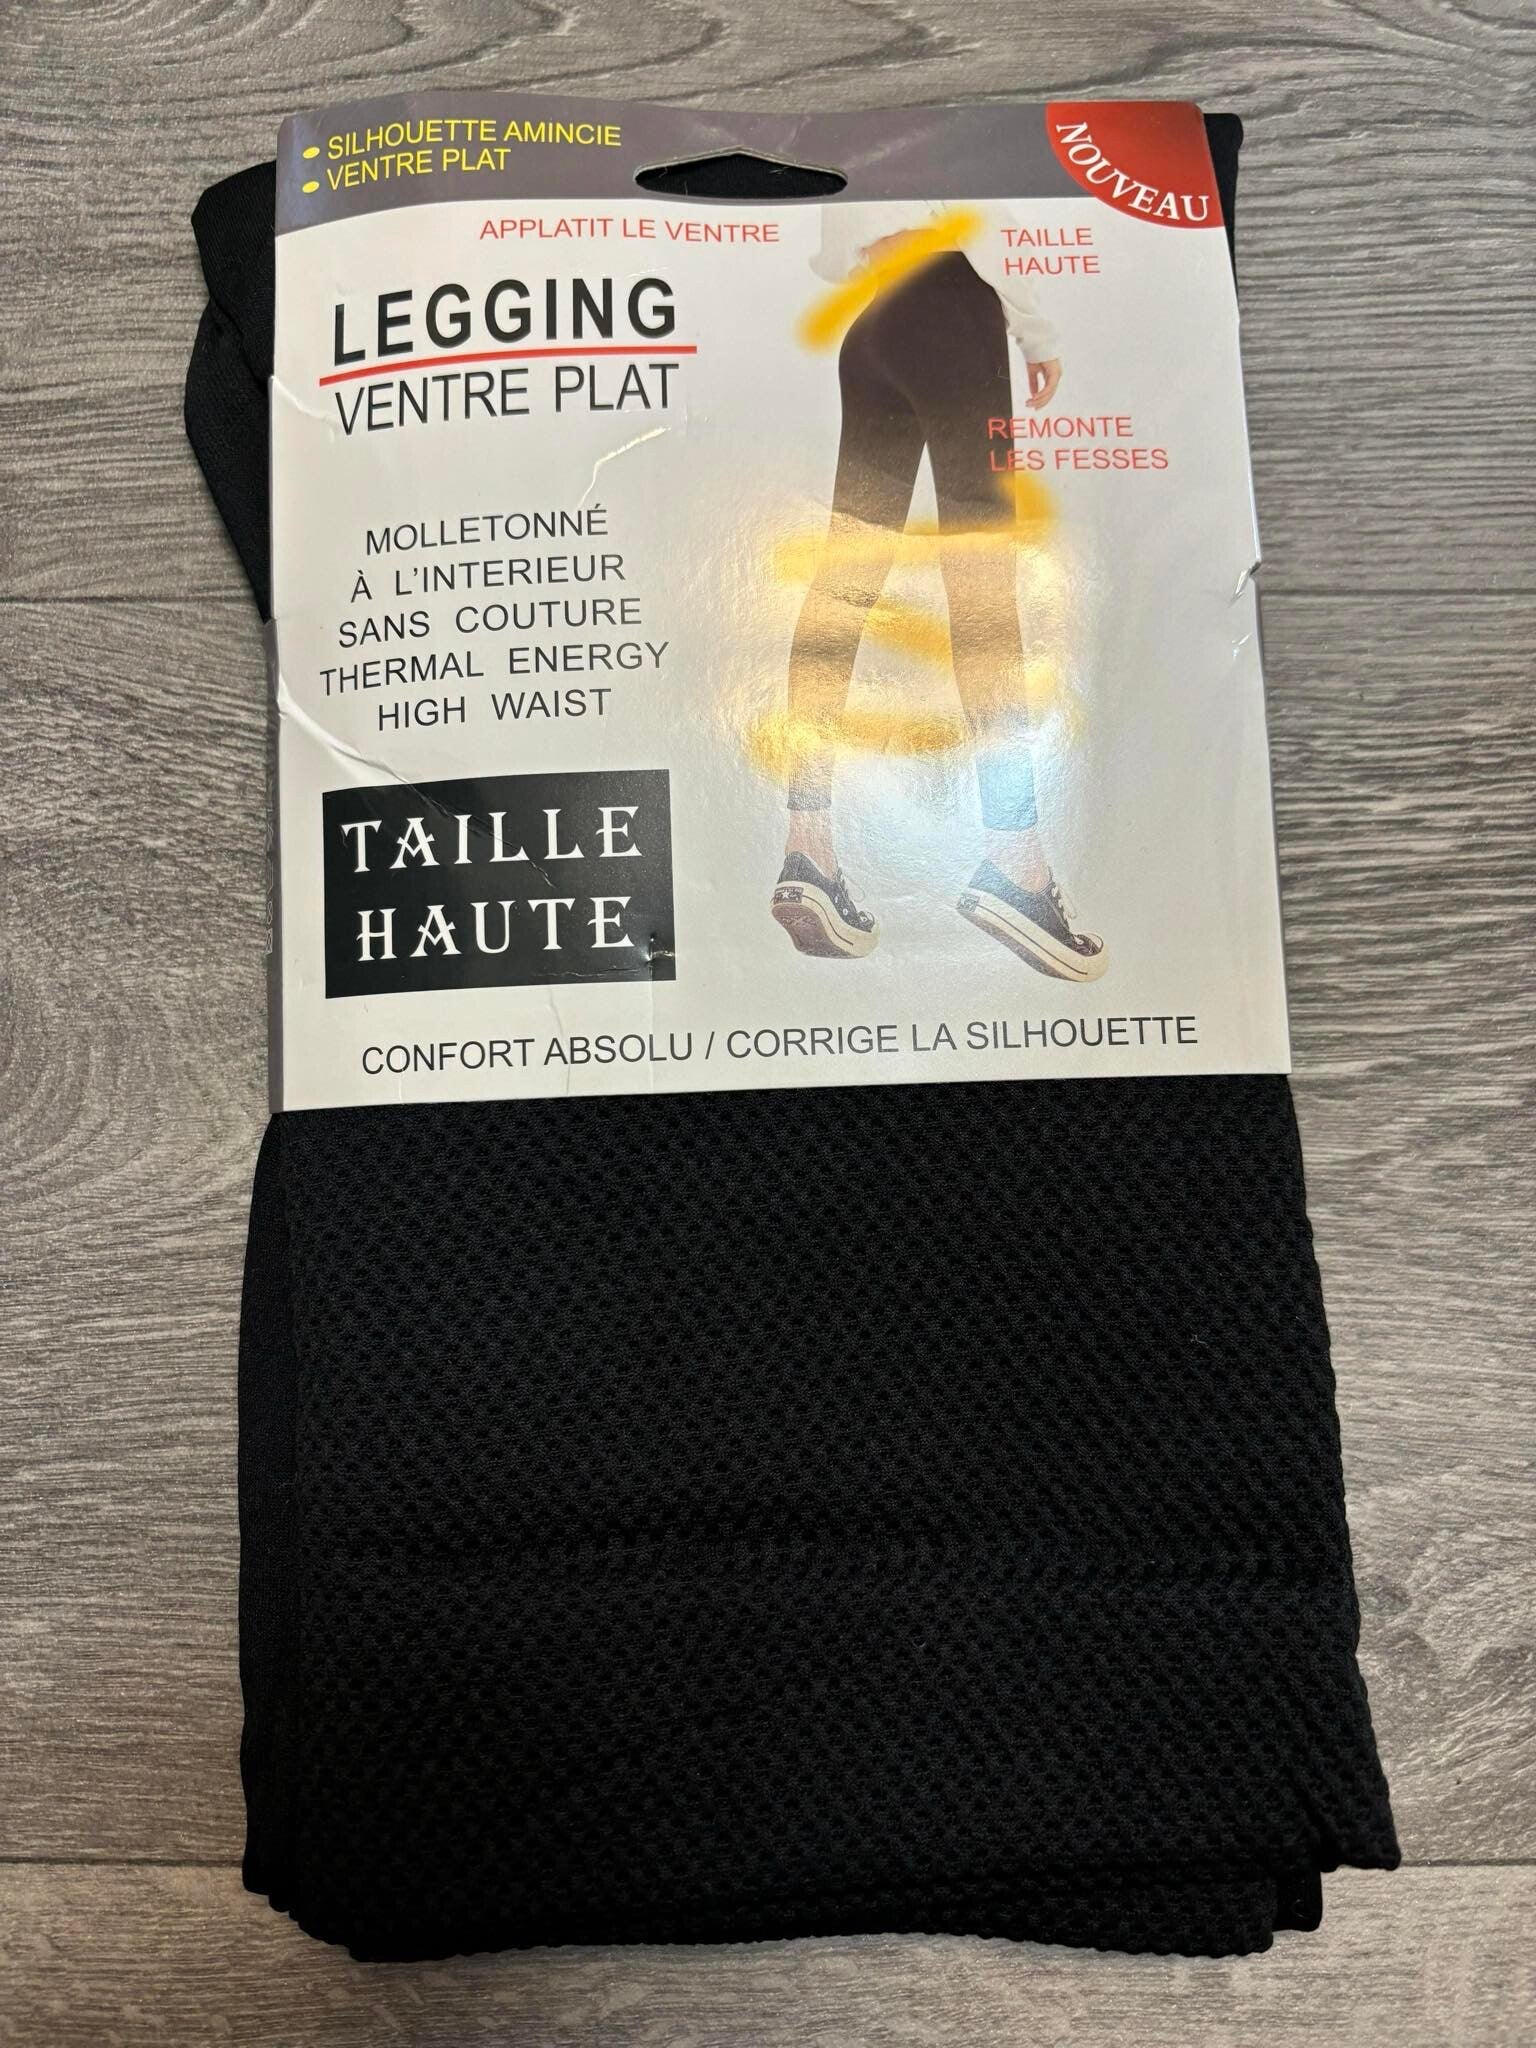 • SILHOUETTE AMINCIE
• VENTRE PLAT
NOUVEAU
APPLATIT LE VENTRE
TAILLE
HAUTE
LEGGING
VENTRE PLAT
REMONTE
LES FESSES
MOLLETONNÉ
À L'INTERIEUR
SANS COUTURE
THERMAL ENERGY
HIGH WAIST
TAILLE
HAUTE
CONFORT ABSOLU / CORRIGE LA SILHOUETTE